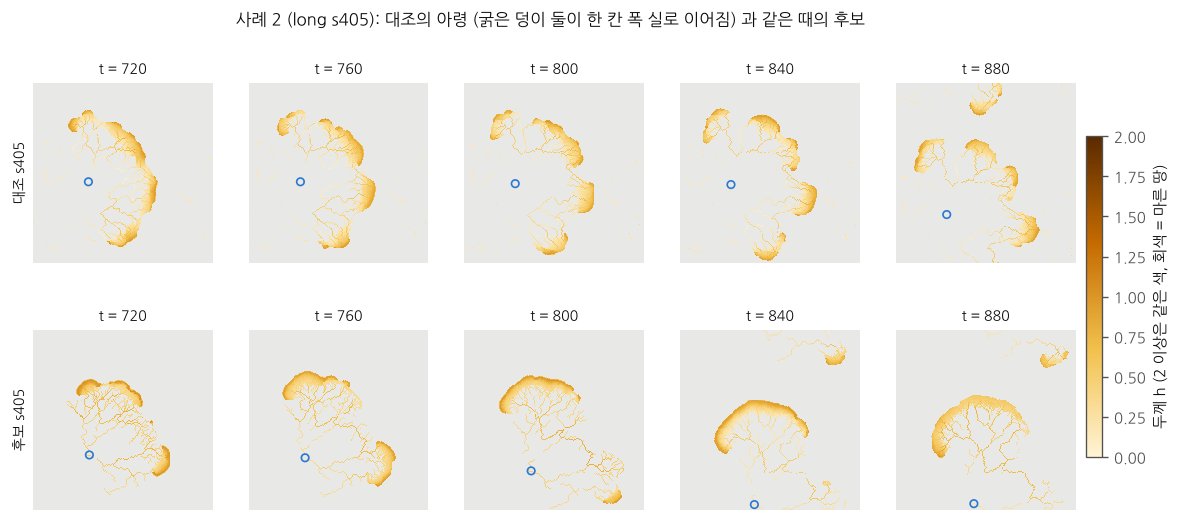 사례 2 (long s405): 대조의 아령 (굵은 덩이 둘이 한 칸 폭 실로 이어짐) 과 같은 때의 후보
t = 720
t = 760
t = 800
t = 840
t = 880
대조 s405
t = 720
t = 760
t = 800
t = 840
t = 880
후보 s405
2.00
1.75
1.50
1.25
1.00
0.75
0.50
0.25
0.00
두께 h (2 이상은 같은 색, 회색 = 마른 땅)